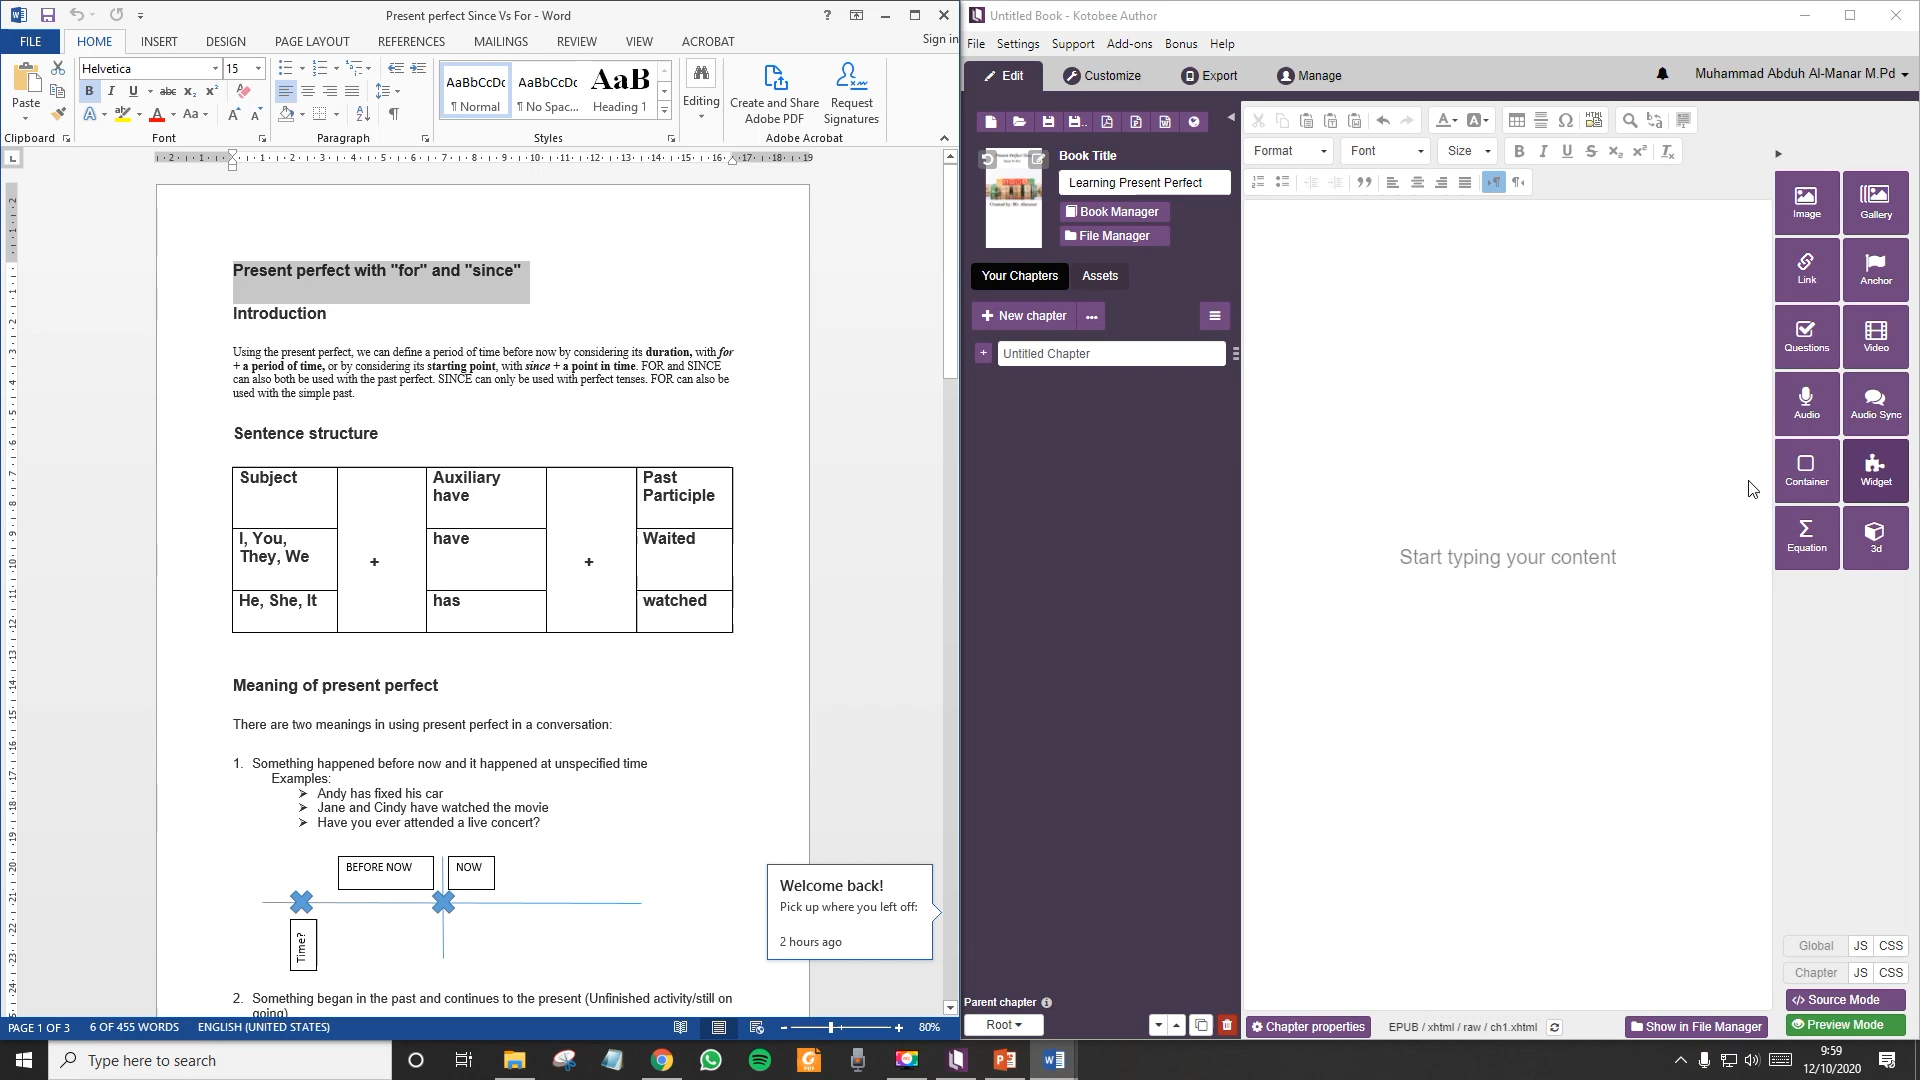 Present perfect Since Vs For - Word
?
FILE
HOME
INSERT
DESIGN
PAGE LAYOUT
REFERENCES
MAILINGS
REVIEW
VIEW
ACROBAT
Sign in
Paste
Helvetica
15
AaBbCcDc
AaBbCcDc
AaB
¶ Normal
¶ No Spac...
Heading 1
Editing
Create and Share
Adobe PDF
Request
Signatures
Clipboard
Font
Paragraph
Styles
Adobe Acrobat
Present perfect with "for" and "since"
Introduction
Using the present perfect, we can define a period of time before now by considering its duration, with for
+ a period of time, or by considering its starting point, with since + a point in time. FOR and SINCE
can also both be used with the past perfect. SINCE can only be used with perfect tenses. FOR can also be
used with the simple past.
Sentence structure
Subject
Auxiliary
have
Past
Participle
I, You,
They, We
+
have
+
Waited
He, She, It
has
watched
Meaning of present perfect
There are two meanings in using present perfect in a conversation:
1. Something happened before now and it happened at unspecified time
Examples:
➢ Andy has fixed his car
➢ Jane and Cindy have watched the movie
➢ Have you ever attended a live concert?
BEFORE NOW
NOW
Time?
Welcome back!
Pick up where you left off:
2 hours ago
2. Something began in the past and continues to the present (Unfinished activity/still on
going)
PAGE 1 OF 3
6 OF 455 WORDS
ENGLISH (UNITED STATES)
80%
Untitled Book - Kotobee Author
File
Settings
Support
Add-ons
Bonus
Help
Edit
Customize
Export
Manage
Muhammad Abduh Al-Manar M.Pd
Book Title
Learning Present Perfect
Book Manager
File Manager
Your Chapters
Assets
+ New chapter
...
+
Untitled Chapter
Format
Font
Size
B I U S
Start typing your content
Image
Gallery
Link
Anchor
Questions
Video
Audio
Audio Sync
Container
Widget
Equation
3d
Global
JS
CSS
Chapter
JS
CSS
</> Source Mode
Preview Mode
Parent chapter
Root
Chapter properties
EPUB / xhtml / raw / ch1.xhtml
Show in File Manager
Type here to search
9:59
12/10/2020